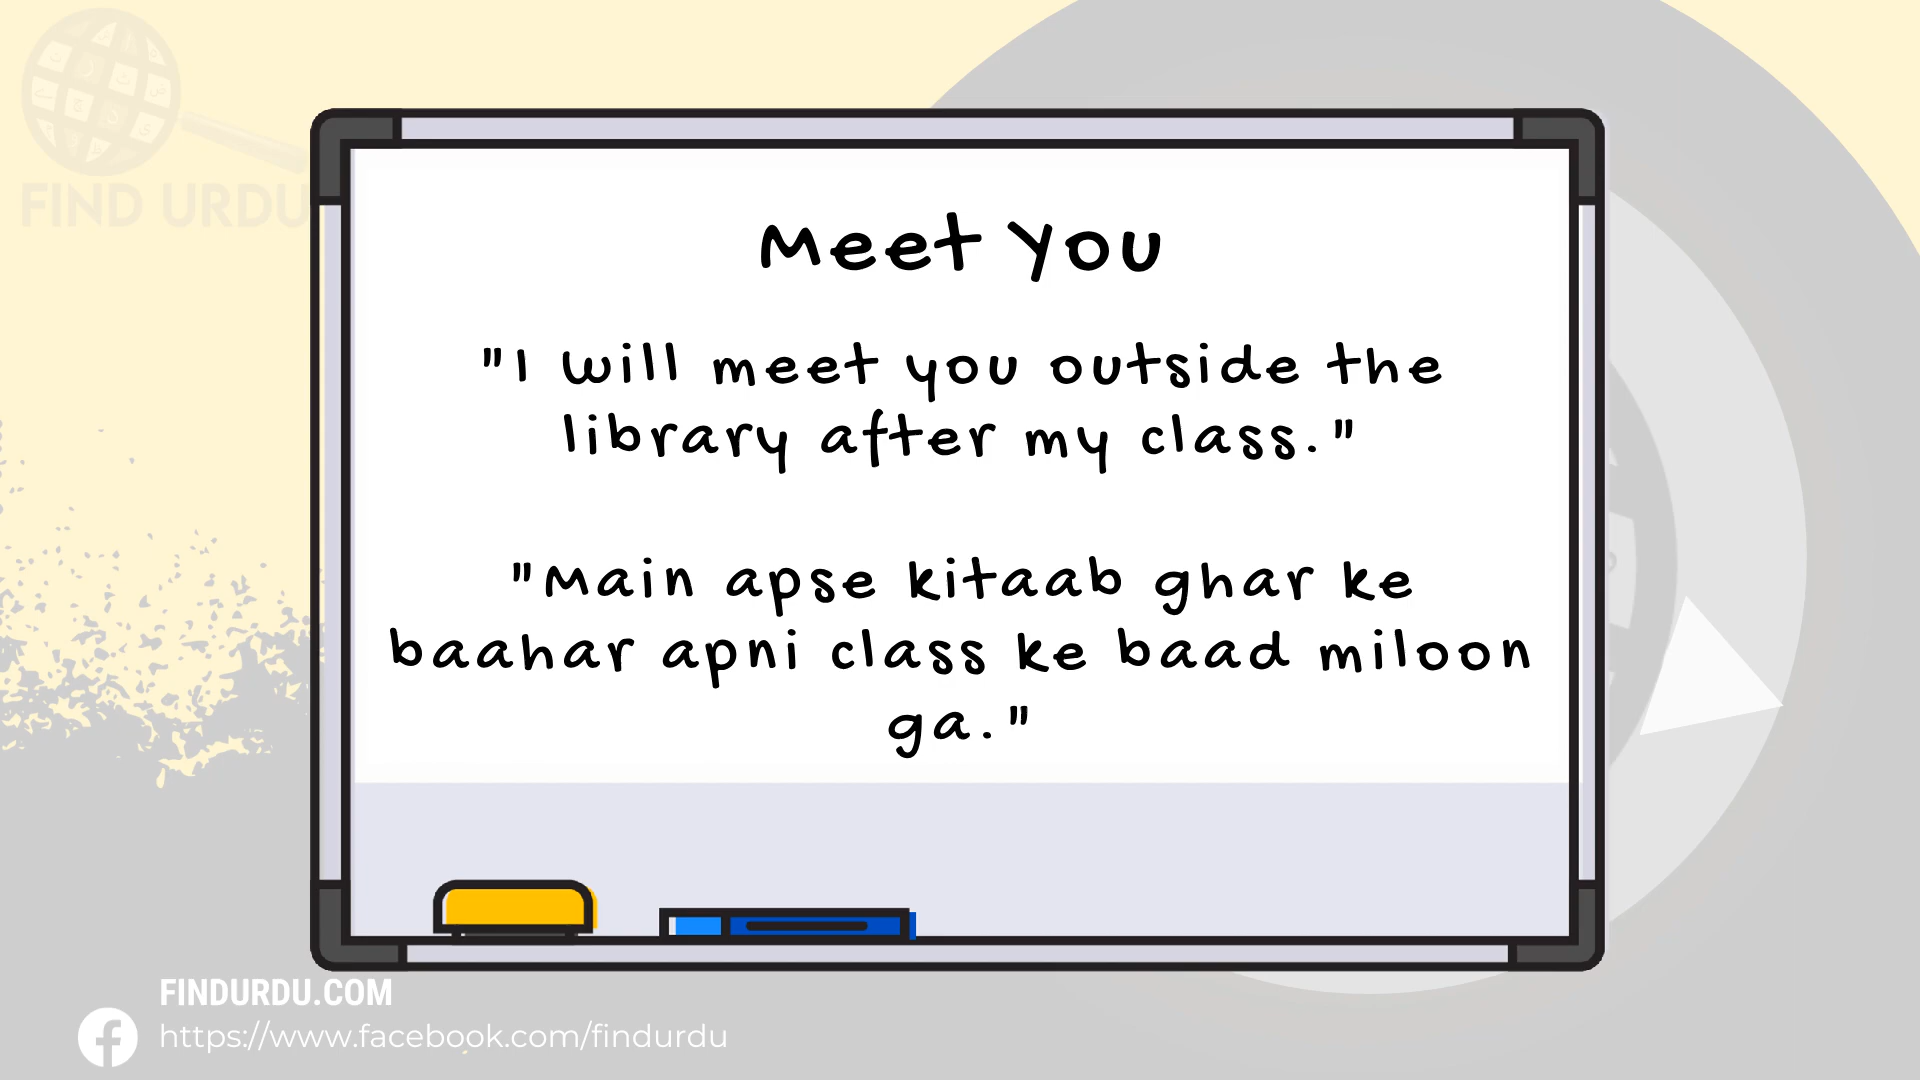 FIND URDU
Meet You
"I will meet you outside the
library after my class."
"Main apse kitaab ghar ke
baahar apni class ke baad miloon
ga."
FINDURDU.COM
https://www.facebook.com/findurdu